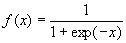 f(x) = 1 / (1 + exp(−x))